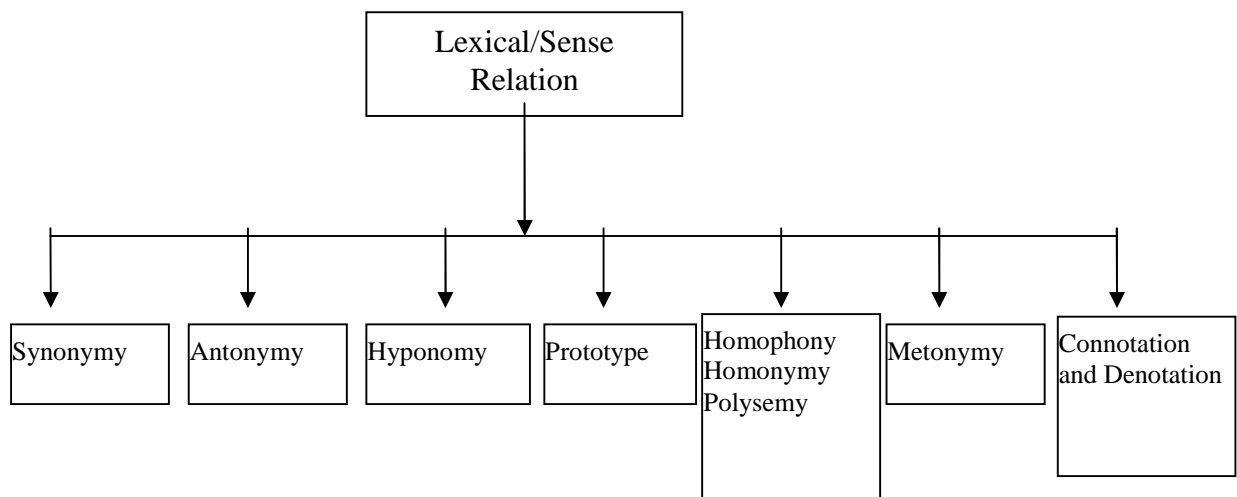 Lexical/Sense
Relation
Synonymy
Antonymy
Hyponomy
Prototype
Homophony
Homonymy
Polysemy
Metonymy
Connotation
and Denotation